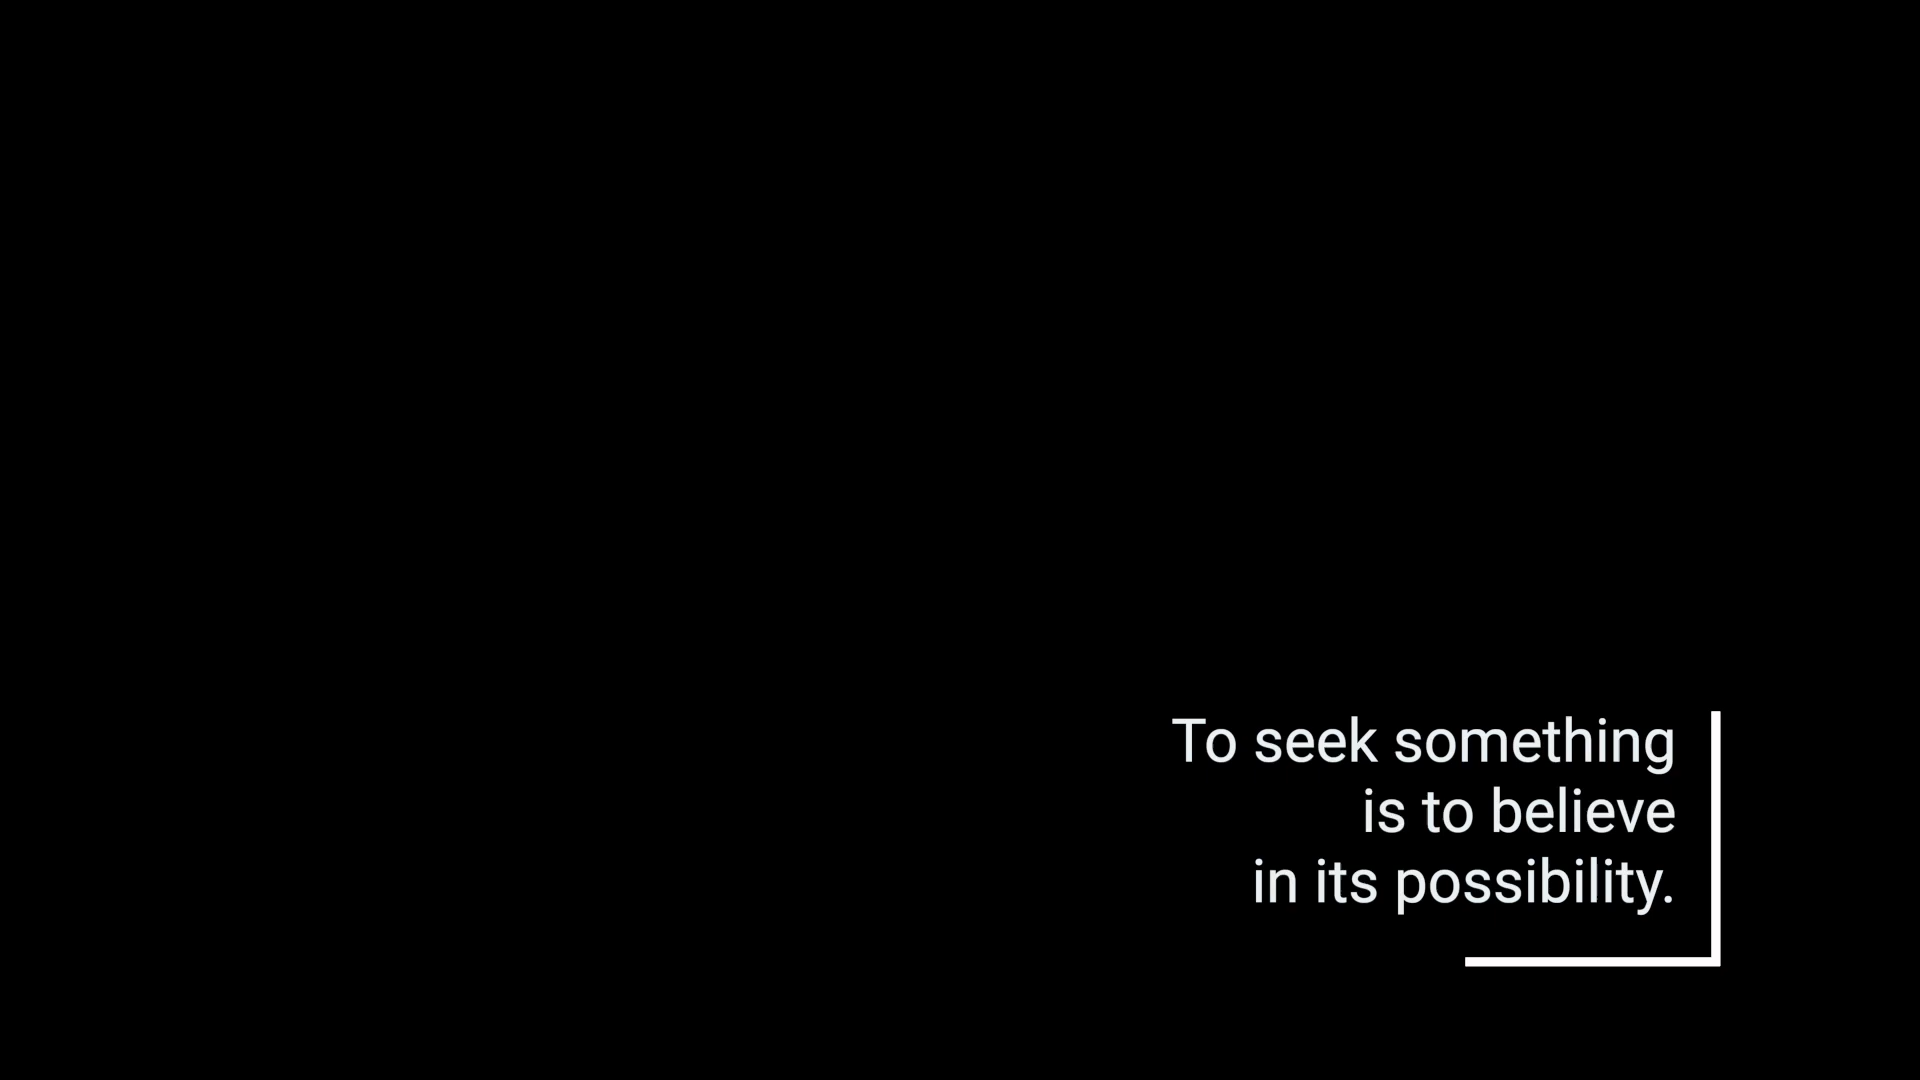 To seek something
is to believe
in its possibility.